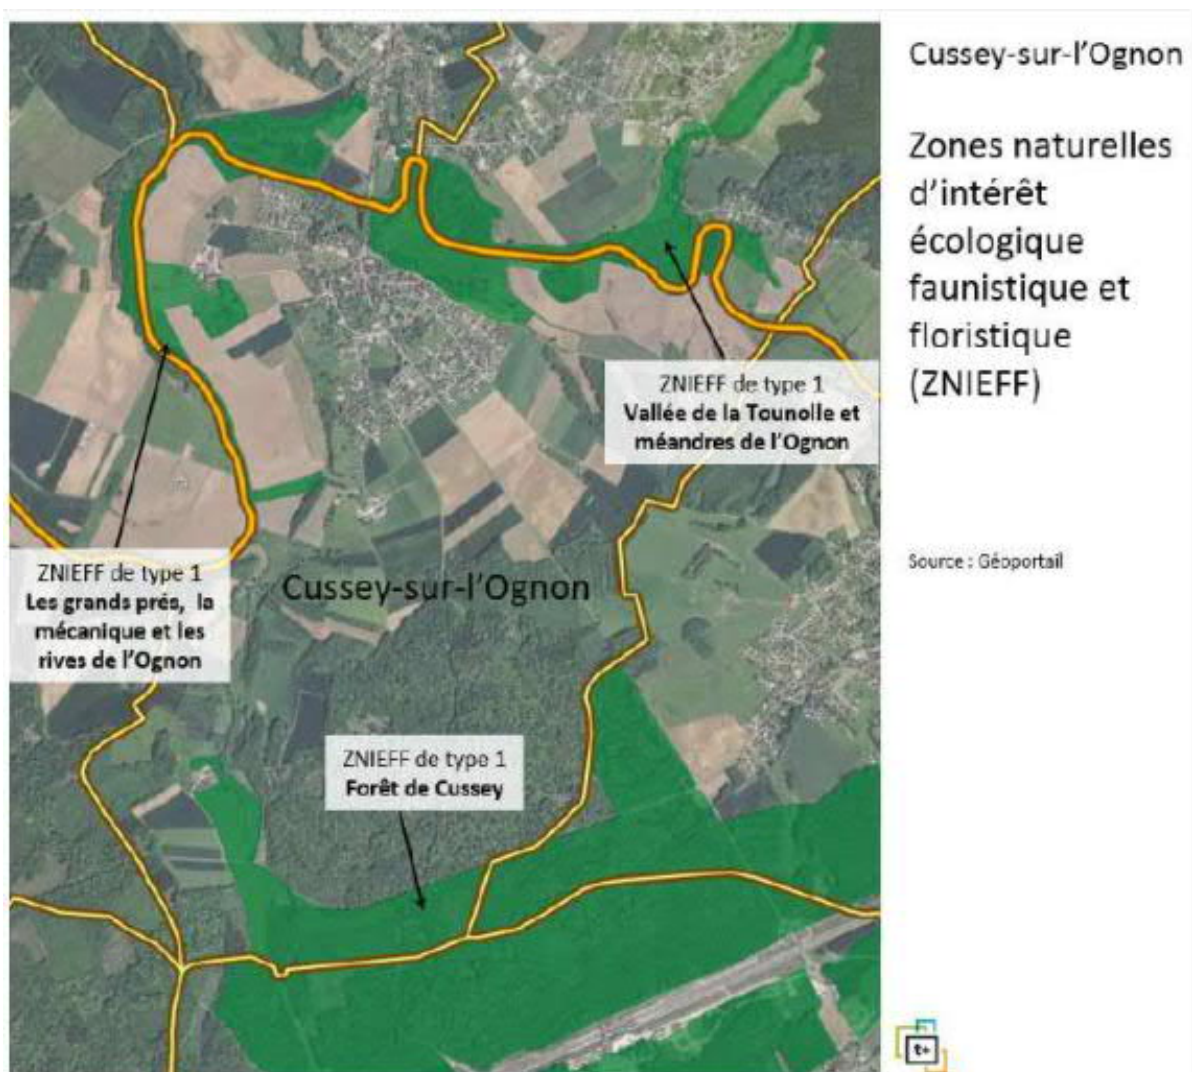 Cussey-sur-l'Ognon
Zones naturelles
d'intérêt
écologique
faunistique et
floristique
(ZNIEFF)
Source : Géoportail
ZNIEFF de type 1
Vallée de la Tounolle et
méandres de l'Ognon
ZNIEFF de type 1
Les grands prés, la
mécanique et les
rives de l'Ognon
Cussey-sur-l'Ognon
ZNIEFF de type 1
Forêt de Cussey
t+